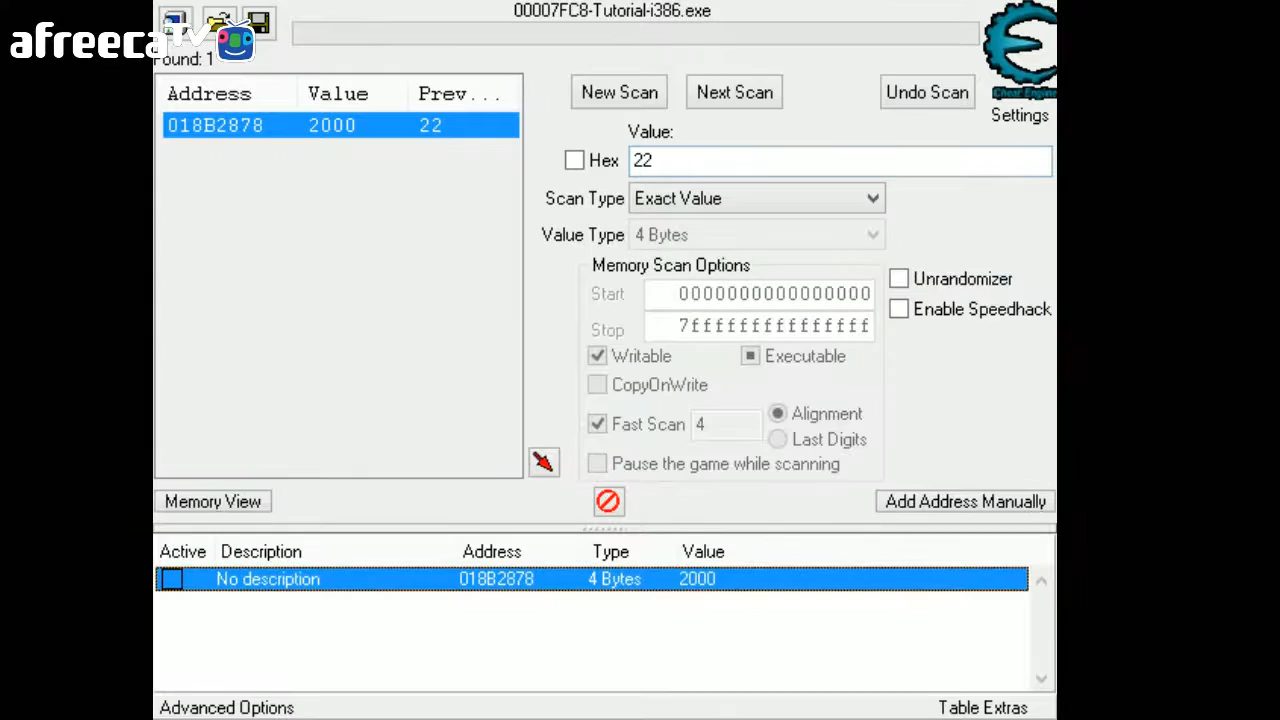 00007FC8-Tutorial-i386.exe
afreecaTV
Found: 1
Address Value Prev...
018B2878 2000 22
New Scan Next Scan Undo Scan
Cheat Engine
Settings
Value:
Hex 22
Scan Type Exact Value
Value Type 4 Bytes
Memory Scan Options
Start 0000000000000000
Stop 7fffffffffffffff
Unrandomizer
Enable Speedhack
Writable Executable
CopyOnWrite
Fast Scan 4 Alignment
Last Digits
Pause the game while scanning
Memory View Add Address Manually
Active Description Address Type Value
No description 018B2878 4 Bytes 2000
Advanced Options Table Extras